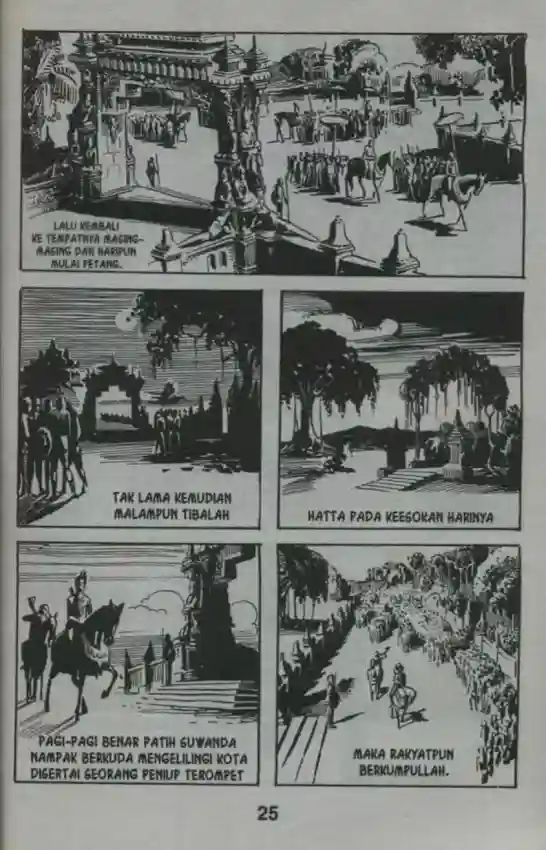 LALU KEMBALI
KE TEMPATNYA MASING-
MASING DAN HARIPUN
MULAI PETANG.
TAK LAMA KEMUDIAN
MALAMPUN TIBALAH
HATTA PADA KEESOKAN HARINYA
PAGI-PAGI BENAR PATIH SUWANDA
NAMPAK BERKUDA MENGELILINGI KOTA
DISERTAI SEORANG PENIUP TEROMPET
MAKA RAKYATPUN
BERKUMPULLAH.
25